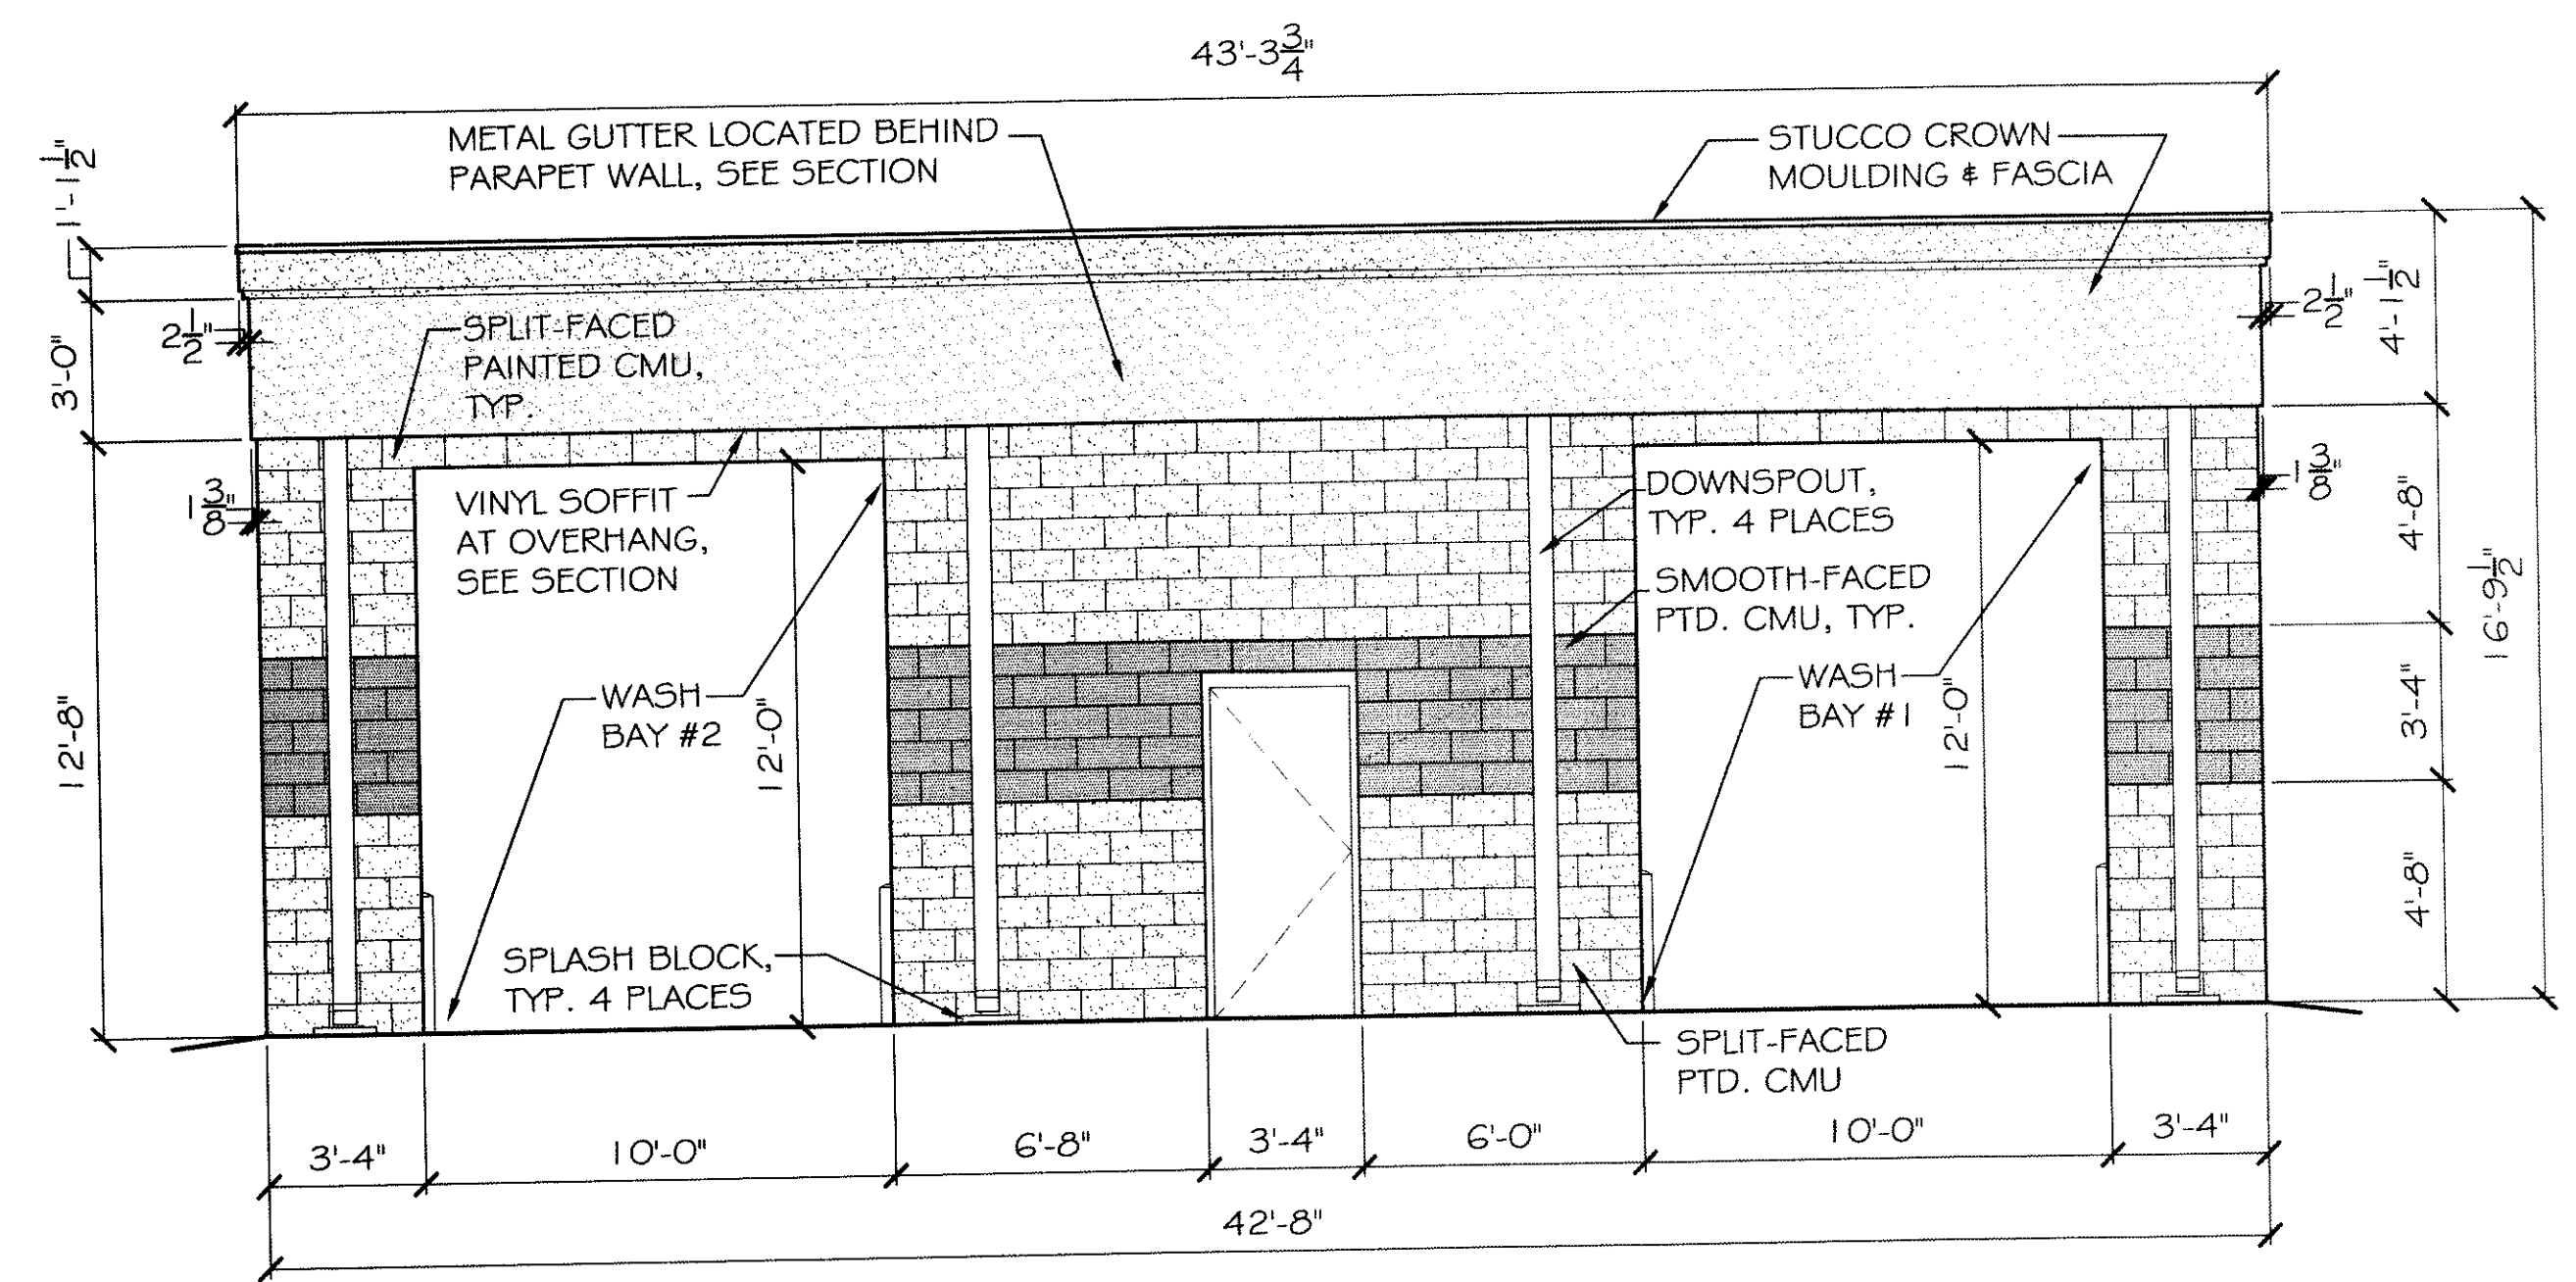 43'-3 3/4"
METAL GUTTER LOCATED BEHIND
PARAPET WALL, SEE SECTION
STUCCO CROWN
MOULDING & FASCIA
1'-1 1/2"
3'-0"
12'-8"
2 1/2"
1 3/8"
SPLIT-FACED
PAINTED CMU,
TYP.
VINYL SOFFIT
AT OVERHANG,
SEE SECTION
WASH
BAY #2
12'-0"
SPLASH BLOCK,
TYP. 4 PLACES
DOWNSPOUT,
TYP. 4 PLACES
SMOOTH-FACED
PTD. CMU, TYP.
WASH
BAY #1
12'-0"
SPLIT-FACED
PTD. CMU
2 1/2"
1 3/8"
4'-1 1/2"
4'-8"
3'-4"
4'-8"
16'-9 1/2"
3'-4"
10'-0"
6'-8"
3'-4"
6'-0"
10'-0"
3'-4"
42'-8"